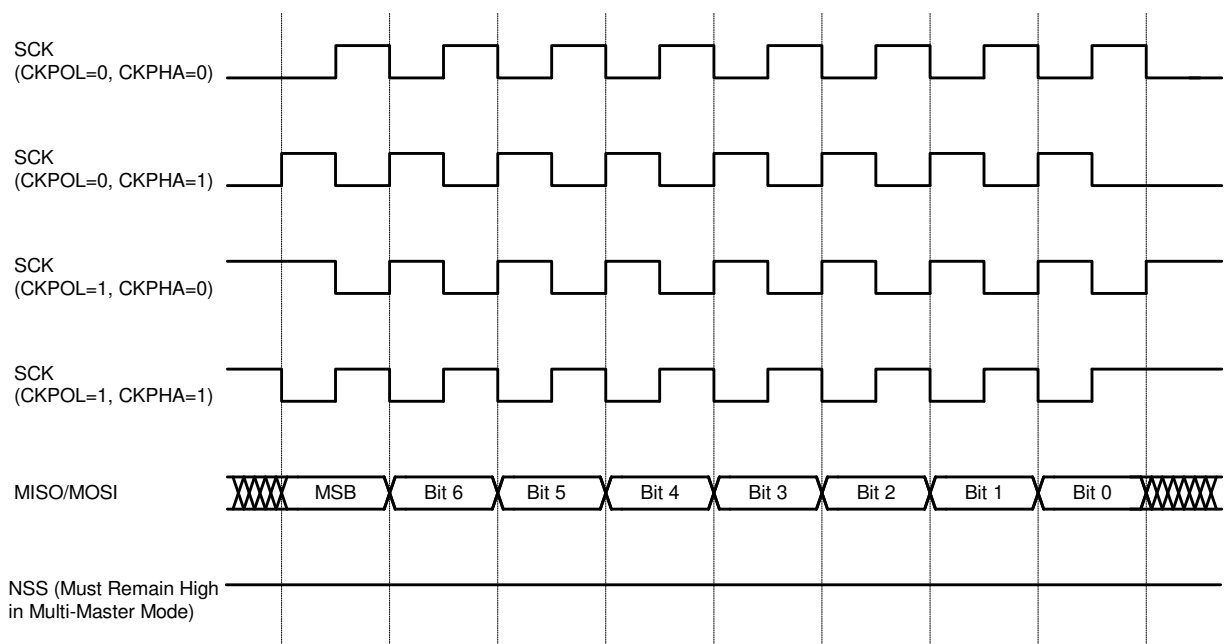 SCK
(CKPOL=0, CKPHA=0)
SCK
(CKPOL=0, CKPHA=1)
SCK
(CKPOL=1, CKPHA=0)
SCK
(CKPOL=1, CKPHA=1)
MISO/MOSI
MSB
Bit 6
Bit 5
Bit 4
Bit 3
Bit 2
Bit 1
Bit 0
NSS (Must Remain High
in Multi-Master Mode)